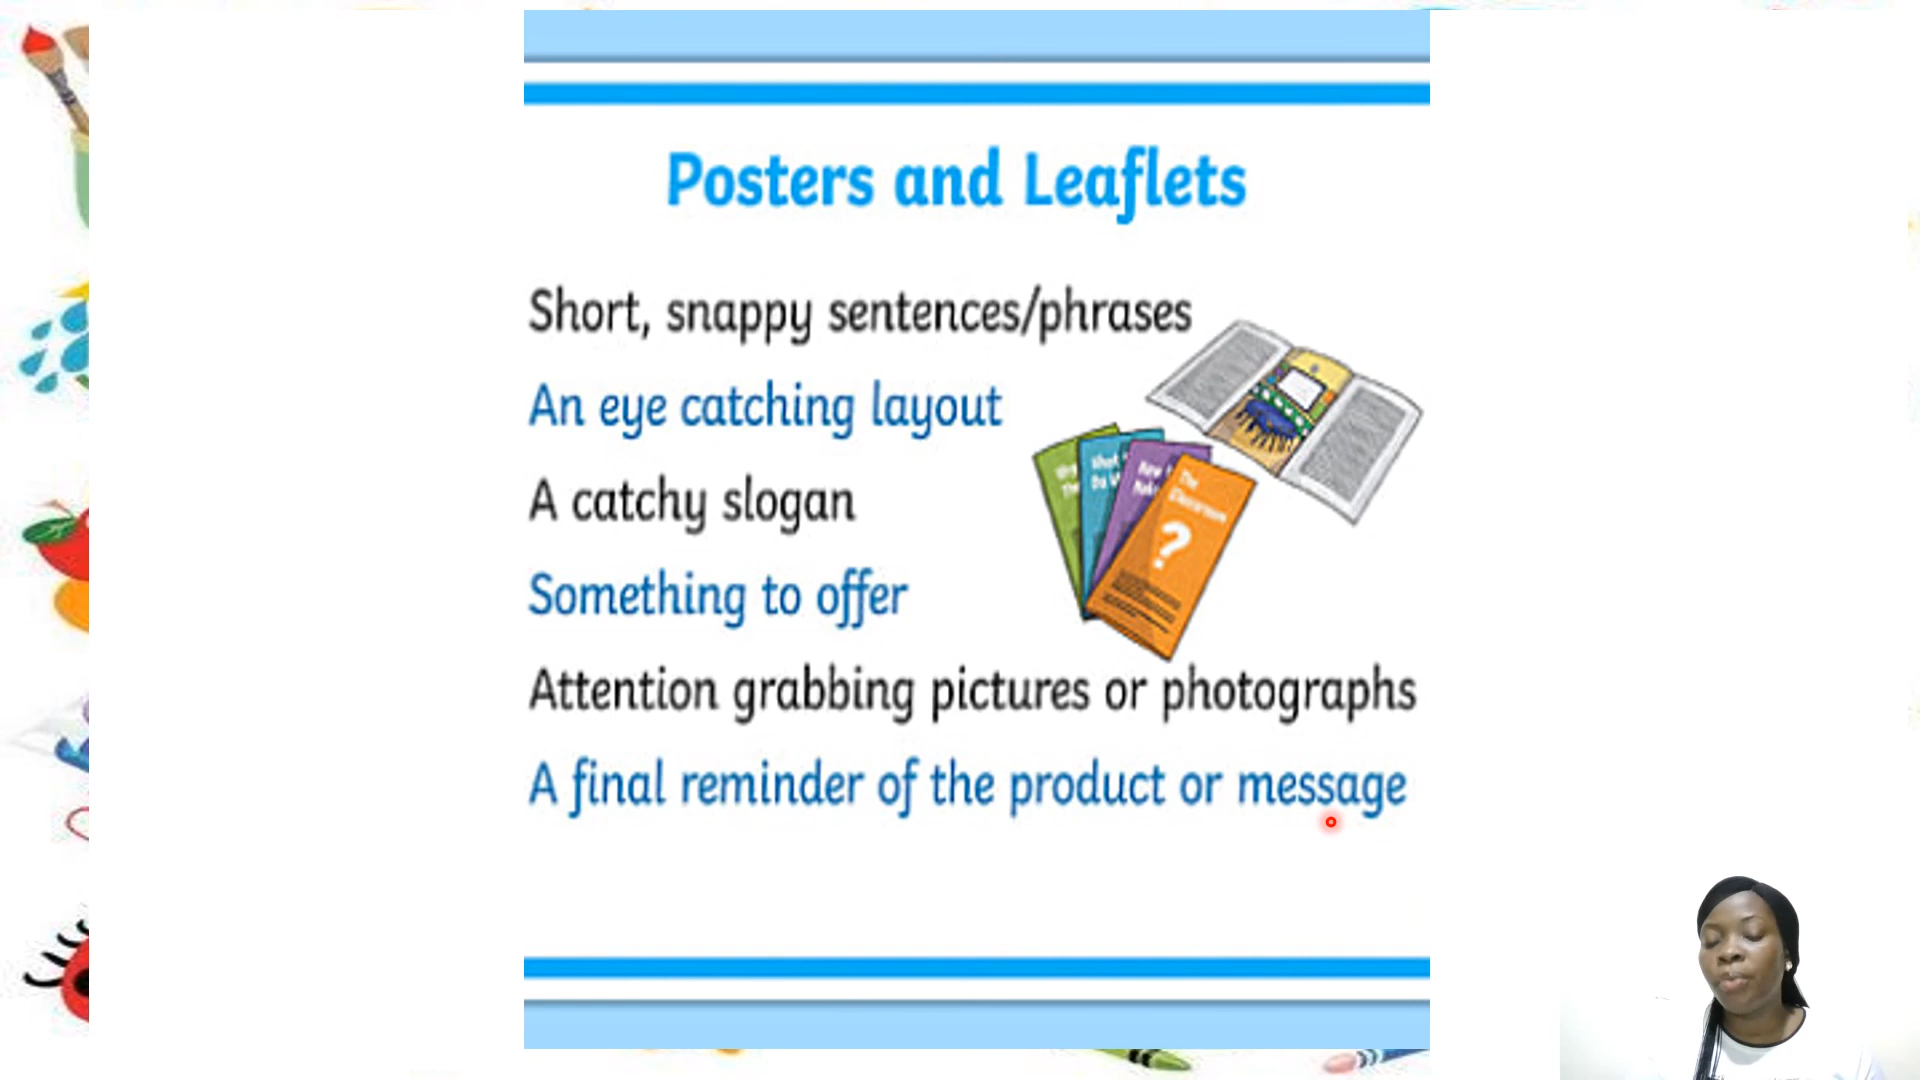 Posters and Leaflets
Short, snappy sentences/phrases
An eye catching layout
A catchy slogan
Something to offer
Attention grabbing pictures or photographs
A final reminder of the product or message
The
?